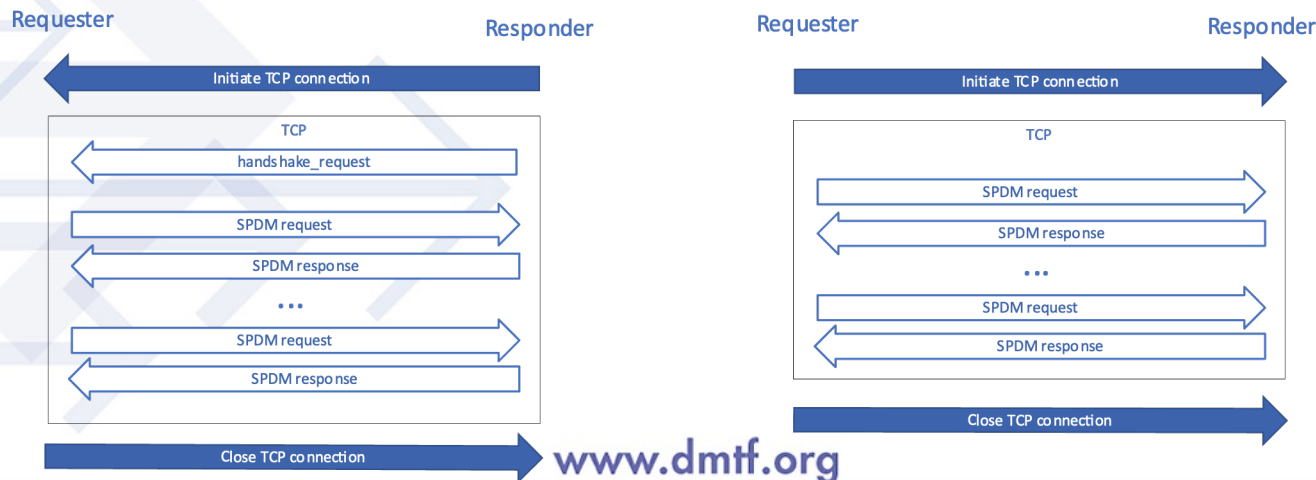 Requester
Responder
Initiate TCP connection
TCP
handshake_request
SPDM request
SPDM response
...
SPDM request
SPDM response
Close TCP connection
Requester
Responder
Initiate TCP connection
TCP
SPDM request
SPDM response
...
SPDM request
SPDM response
Close TCP connection
www.dmtf.org